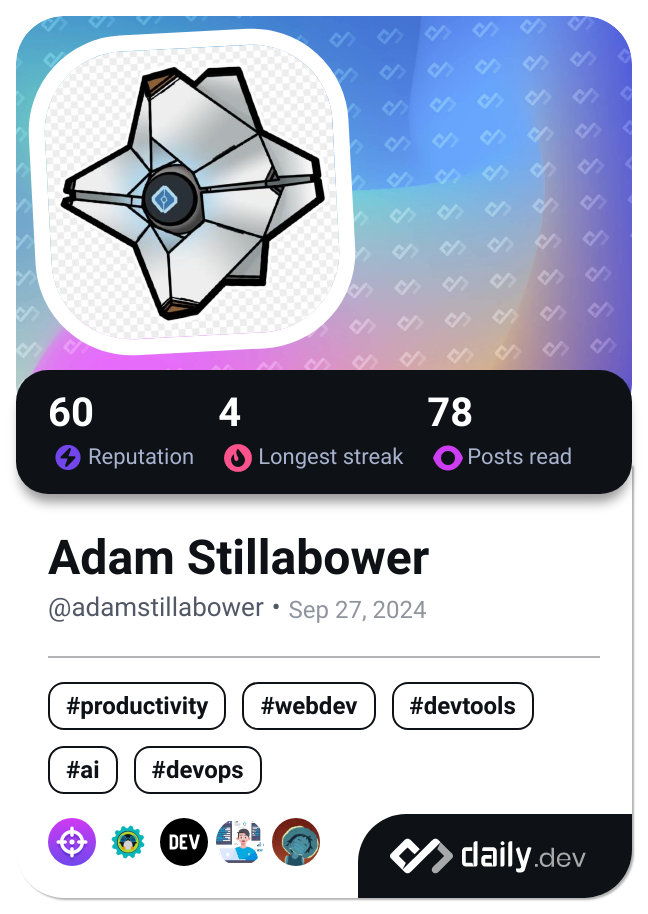 60 4 78
Reputation Longest streak Posts read
Adam Stillabower
@adamstillabower • Sep 27, 2024
#productivity #webdev #devtools
#ai #devops
DEV
daily.dev